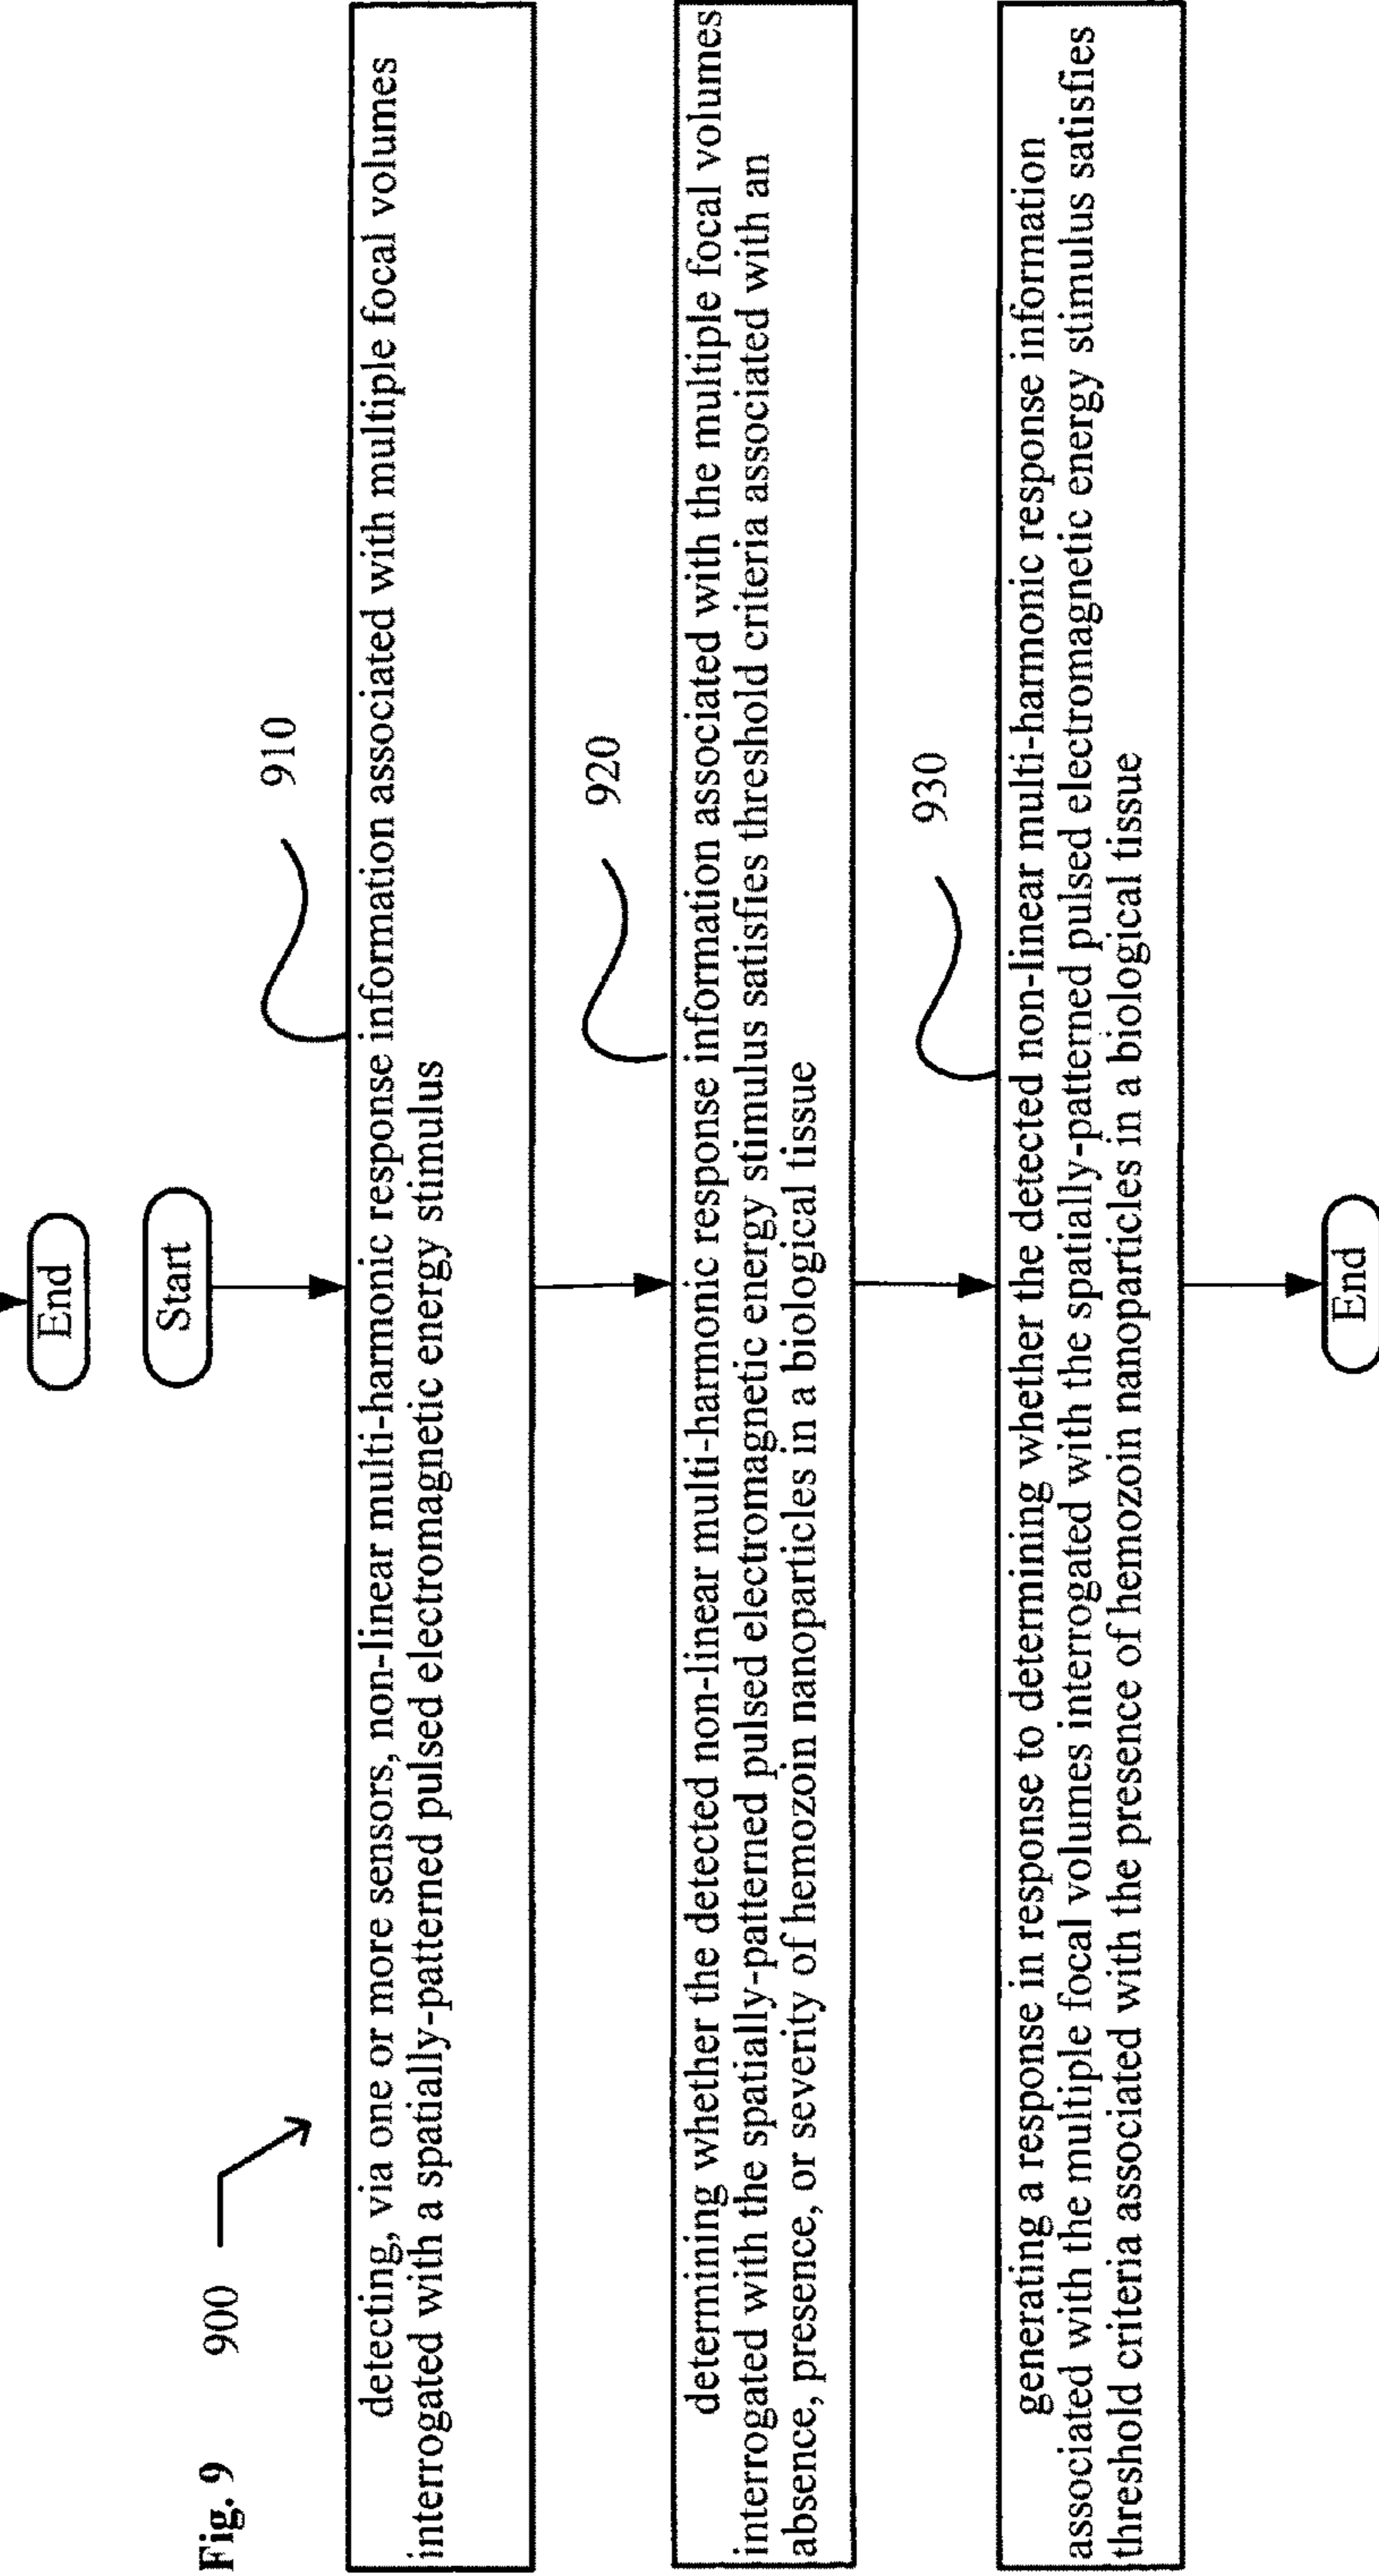 End
Fig. 9
900
Start
910
detecting, via one or more sensors, non-linear multi-harmonic response information associated with multiple focal volumes
interrogated with a spatially-patterned pulsed electromagnetic energy stimulus
920
determining whether the detected non-linear multi-harmonic response information associated with the multiple focal volumes
interrogated with the spatially-patterned pulsed electromagnetic energy stimulus satisfies threshold criteria associated with an
absence, presence, or severity of hemozoin nanoparticles in a biological tissue
930
generating a response in response to determining whether the detected non-linear multi-harmonic response information
associated with the multiple focal volumes interrogated with the spatially-patterned pulsed electromagnetic energy stimulus satisfies
threshold criteria associated with the presence of hemozoin nanoparticles in a biological tissue
End